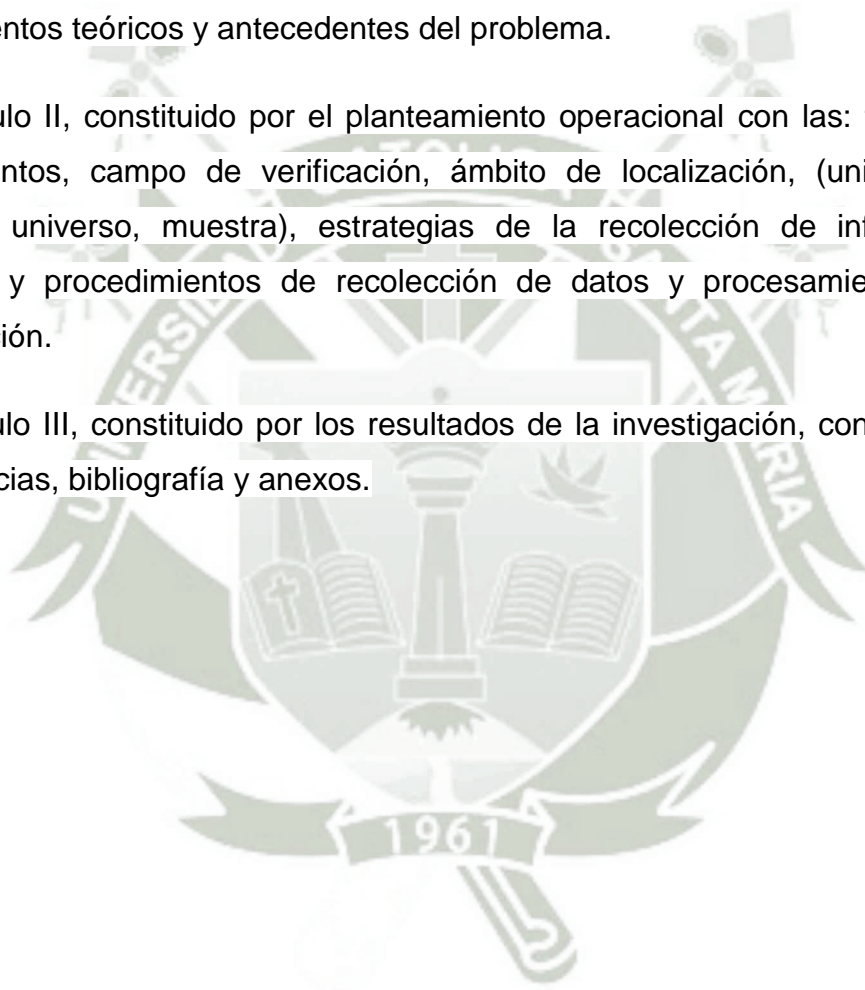 entos teóricos y antecedentes del problema.
ulo II, constituido por el planteamiento operacional con las:
ntos, campo de verificación, ámbito de localización, (uni
universo, muestra), estrategias de la recolección de inf
y procedimientos de recolección de datos y procesamie
ión.
ulo III, constituido por los resultados de la investigación, con
cias, bibliografía y anexos.
1961